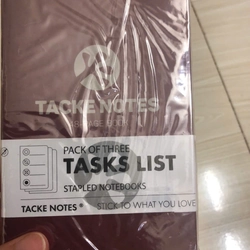 TACKE NOTES
PACK OF THREE
TASKS LIST
STAPLED NOTEBOOKS
TACKE NOTES ® STICK TO WHAT YOU LOVE